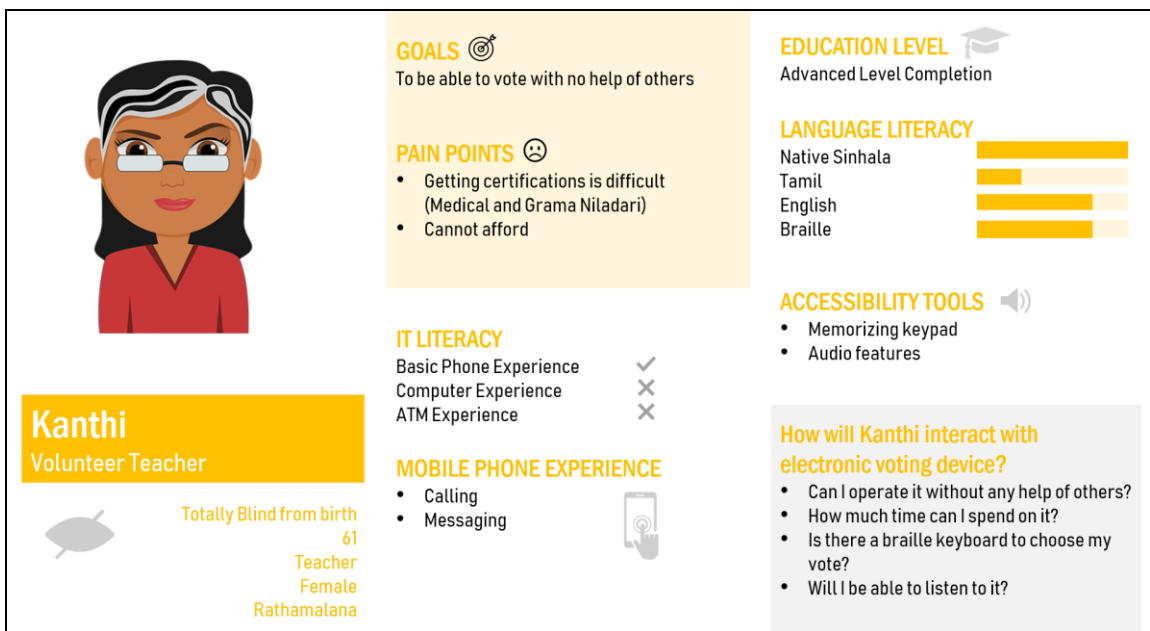 Kanthi
Volunteer Teacher
Totally Blind from birth
61
Teacher
Female
Rathamalana
GOALS
To be able to vote with no help of others
PAIN POINTS
• Getting certifications is difficult
(Medical and Grama Niladari)
• Cannot afford
IT LITERACY
Basic Phone Experience
Computer Experience
ATM Experience
MOBILE PHONE EXPERIENCE
• Calling
• Messaging
EDUCATION LEVEL
Advanced Level Completion
LANGUAGE LITERACY
Native Sinhala
Tamil
English
Braille
ACCESSIBILITY TOOLS
• Memorizing keypad
• Audio features
How will Kanthi interact with
electronic voting device?
• Can I operate it without any help of others?
• How much time can I spend on it?
• Is there a braille keyboard to choose my
vote?
• Will I be able to listen to it?